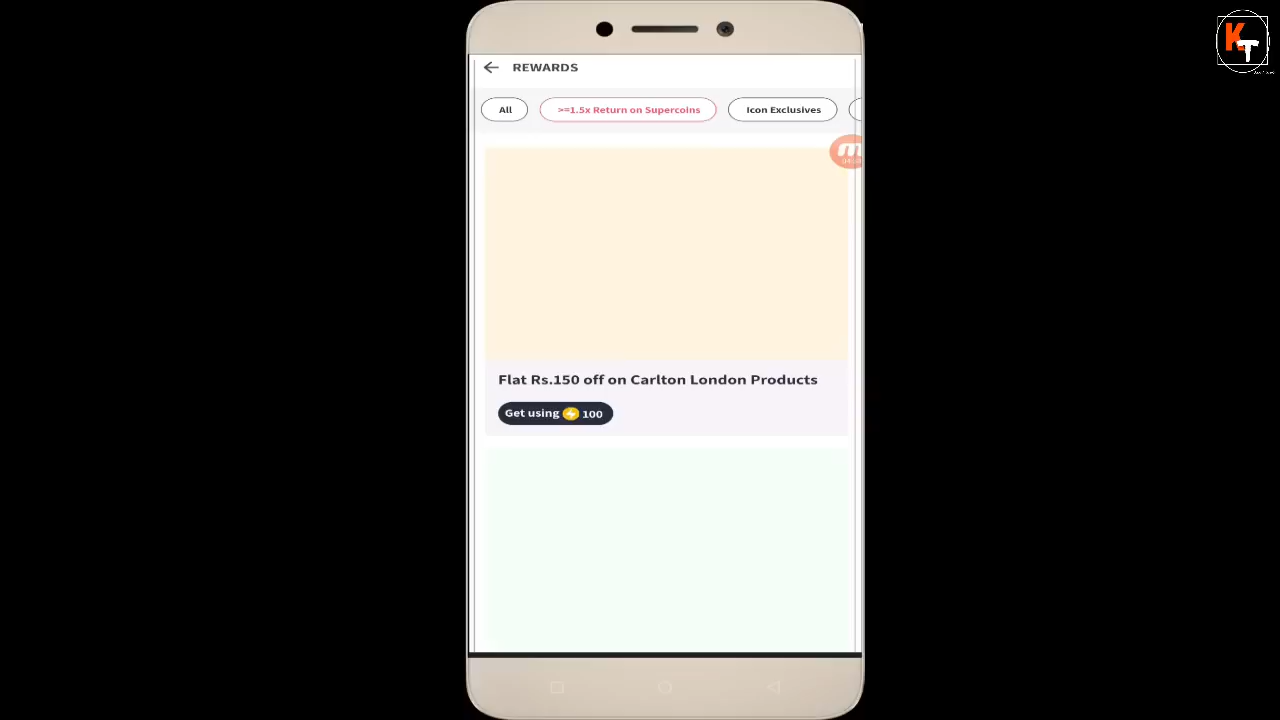 REWARDS
All
>=1.5x Return on Supercoins
Icon Exclusives
Flat Rs.150 off on Carlton London Products
Get using 100
KT